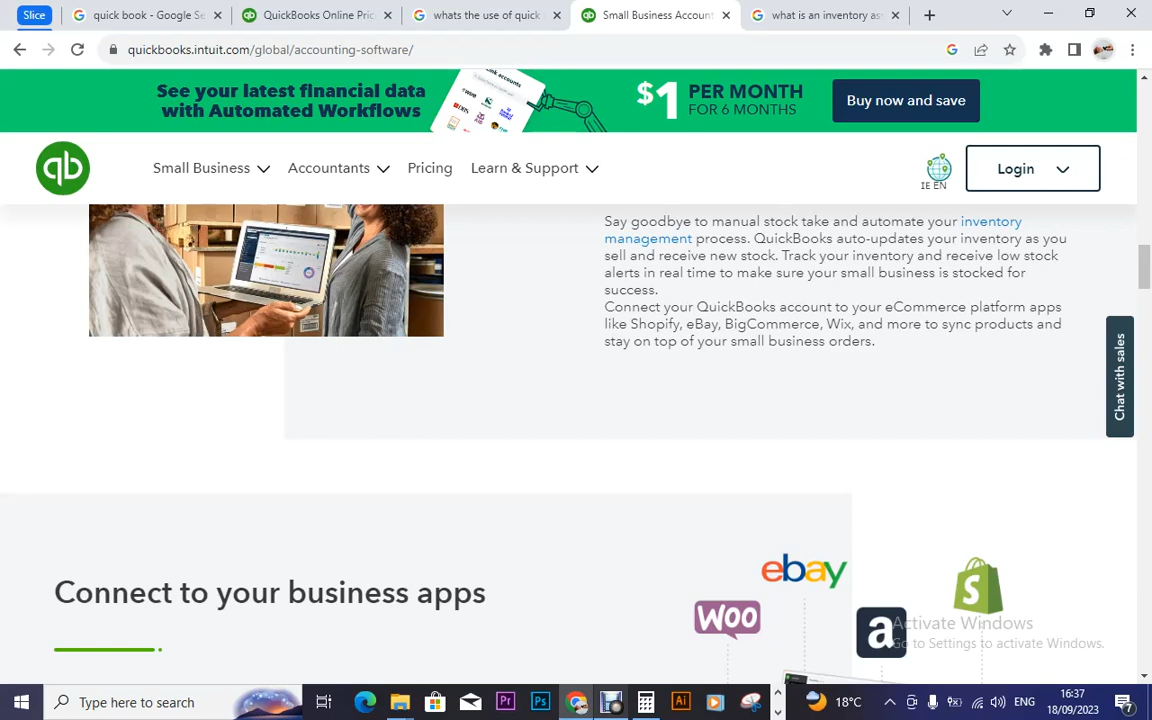 Slice
quick book - Google Se
QuickBooks Online Pric
whats the use of quick
Small Business Account
what is an inventory as
quickbooks.intuit.com/global/accounting-software/
See your latest financial data
with Automated Workflows
$1 PER MONTH
FOR 6 MONTHS
Buy now and save
qb
Small Business
Accountants
Pricing
Learn & Support
IE EN
Login
Say goodbye to manual stock take and automate your inventory
management process. QuickBooks auto-updates your inventory as you
sell and receive new stock. Track your inventory and receive low stock
alerts in real time to make sure your small business is stocked for
success.
Connect your QuickBooks account to your eCommerce platform apps
like Shopify, eBay, BigCommerce, Wix, and more to sync products and
stay on top of your small business orders.
Chat with sales
Connect to your business apps
ebay
WOO
a
S
Activate Windows
Go to Settings to activate Windows.
Type here to search
Pr
Ps
Ai
18°C
ENG
16:37
18/09/2023
7